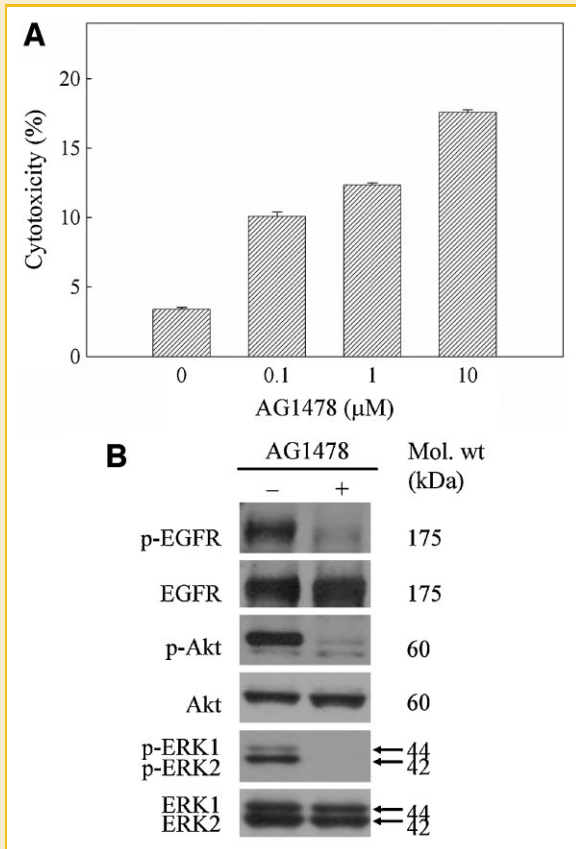 A
Cytotoxicity (%)
20
15
10
5
0
0 0.1 1 10
AG1478 (μM)
B
AG1478 Mol. wt
− + (kDa)
p-EGFR 175
EGFR 175
p-Akt 60
Akt 60
p-ERK1 44
p-ERK2 42
ERK1 44
ERK2 42